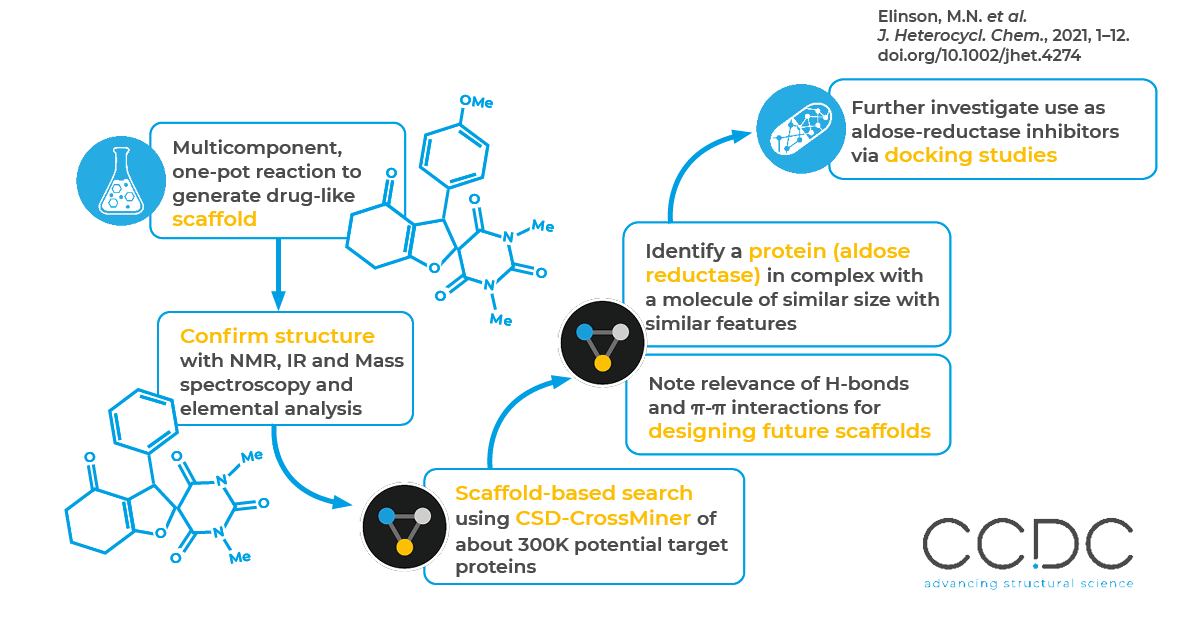 Elinson, M.N. et al.
J. Heterocycl. Chem., 2021, 1–12.
doi.org/10.1002/jhet.4274
Multicomponent,
one-pot reaction to
generate drug-like
scaffold
OMe
O
O
N
Me
O
O
N
O
Me
Confirm structure
with NMR, IR and Mass
spectroscopy and
elemental analysis
O
O
N
Me
O
O
N
O
Me
Scaffold-based search
using CSD-CrossMiner of
about 300K potential target
proteins
Identify a protein (aldose
reductase) in complex with
a molecule of similar size with
similar features
Note relevance of H-bonds
and π-π interactions for
designing future scaffolds
Further investigate use as
aldose-reductase inhibitors
via docking studies
CCDC
advancing structural science